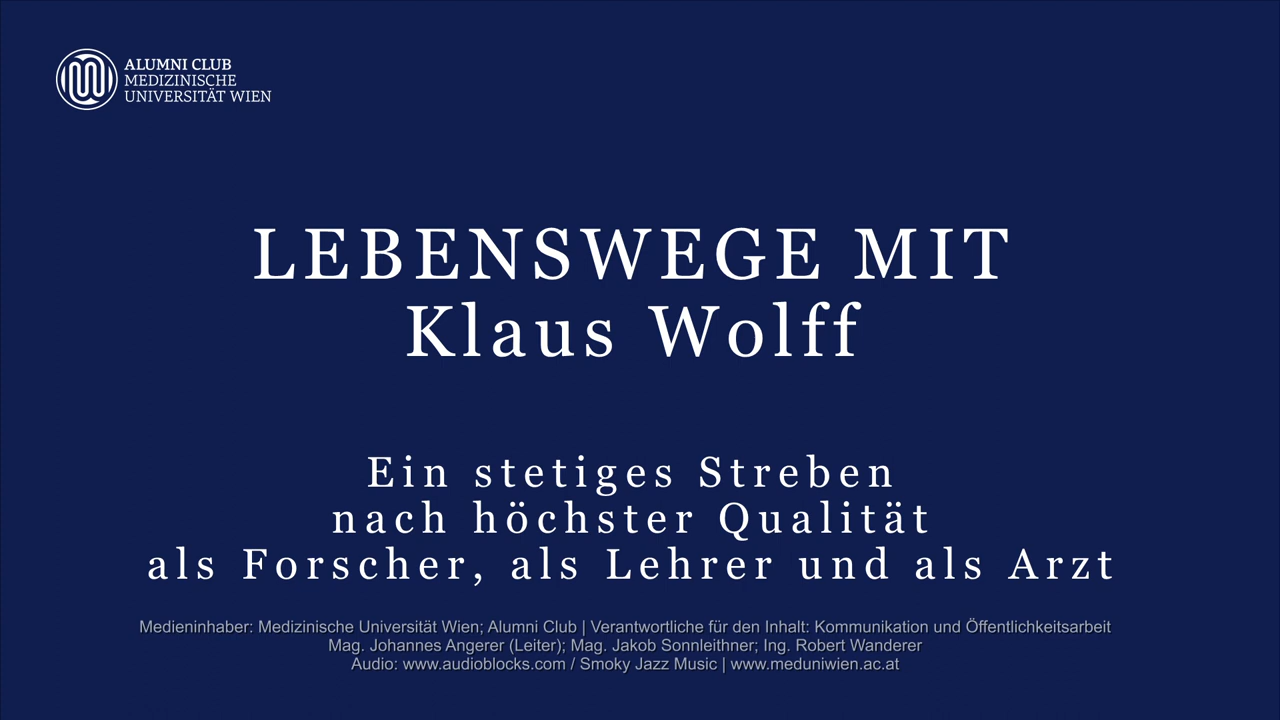 ALUMNI CLUB
MEDIZINISCHE
UNIVERSITÄT WIEN
LEBENSWEGE MIT
Klaus Wolff
Ein stetiges Streben
nach höchster Qualität
als Forscher, als Lehrer und als Arzt
Medieninhaber: Medizinische Universität Wien; Alumni Club | Verantwortliche für den Inhalt: Kommunikation und Öffentlichkeitsarbeit
Mag. Johannes Angerer (Leiter); Mag. Jakob Sonnleithner; Ing. Robert Wanderer
Audio: www.audioblocks.com / Smoky Jazz Music | www.meduniwien.ac.at